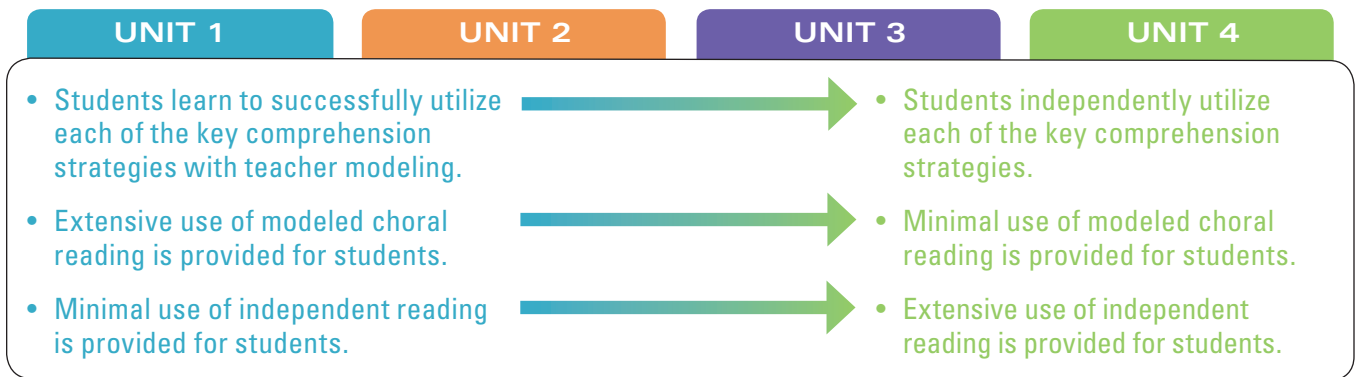 UNIT 1
UNIT 2
UNIT 3
UNIT 4
• Students learn to successfully utilize
each of the key comprehension
strategies with teacher modeling.
• Extensive use of modeled choral
reading is provided for students.
• Minimal use of independent reading
is provided for students.
• Students independently utilize
each of the key comprehension
strategies.
• Minimal use of modeled choral
reading is provided for students.
• Extensive use of independent
reading is provided for students.